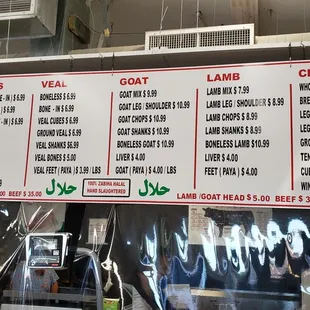 VEAL
BONELESS $ 6.99
BONE - IN $ 6.99
VEAL CUBES $ 6.99
GROUND VEAL $ 6.99
VEAL SHANKS $6.99
VEAL BONES $ 5.00
VEAL FEET (PAYA ) $ 3.99 / LBS
GOAT
GOAT MIX $ 9.99
GOAT LEG / SHOULDER $ 10.99
GOAT CHOPS $ 10.99
GOAT SHANKS $ 10.99
BONELESS GOAT $ 19.99
LIVER $ 4.00
GOAT ( PAYA ) $ 4.00 / LBS
LAMB
LAMB MIX $ 7.99
LAMB LEG / SHOULDER $ 8.99
LAMB CHOPS $ 8.99
LAMB SHANKS $ 8.99
BONELESS LAMB $10.99
LIVER $ 4.00
FEET ( PAYA ) $ 4.00
حلال
100% ZABIHA HALAL
HAND SLAUGHTERED
حلال
BEEF $ 35.00
LAMB/GOAT HEAD $ 5.00 BEEF $